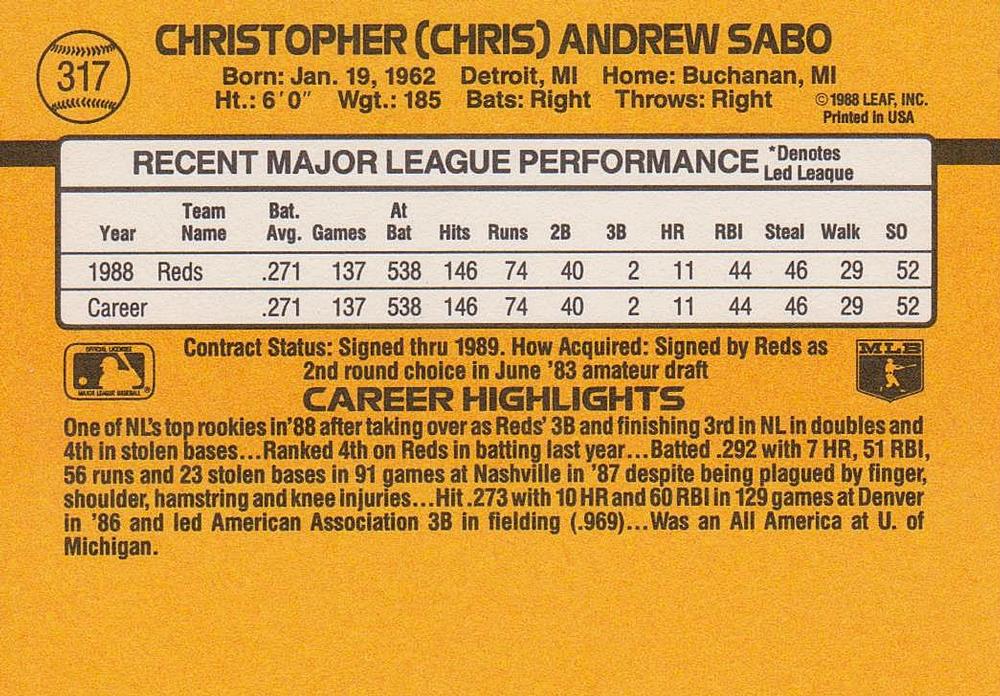 317
CHRISTOPHER (CHRIS) ANDREW SABO
Born: Jan. 19, 1962 Detroit, MI Home: Buchanan, MI
Ht.: 6'0" Wgt.: 185 Bats: Right Throws: Right
©1988 LEAF, INC.
Printed in USA
RECENT MAJOR LEAGUE PERFORMANCE *Denotes
Led League
Year Team Name Bat. Avg. Games At Bat Hits Runs 2B 3B HR RBI Steal Walk SO
1988 Reds .271 137 538 146 74 40 2 11 44 46 29 52
Career .271 137 538 146 74 40 2 11 44 46 29 52
OFFICIAL LICENSEE
MAJOR LEAGUE BASEBALL
Contract Status: Signed thru 1989. How Acquired: Signed by Reds as
2nd round choice in June '83 amateur draft
MLB
CAREER HIGHLIGHTS
One of NL's top rookies in '88 after taking over as Reds' 3B and finishing 3rd in NL in doubles and
4th in stolen bases...Ranked 4th on Reds in batting last year...Batted .292 with 7 HR, 51 RBI,
56 runs and 23 stolen bases in 91 games at Nashville in '87 despite being plagued by finger,
shoulder, hamstring and knee injuries...Hit .273 with 10 HR and 60 RBI in 129 games at Denver
in '86 and led American Association 3B in fielding (.969)...Was an All America at U. of
Michigan.